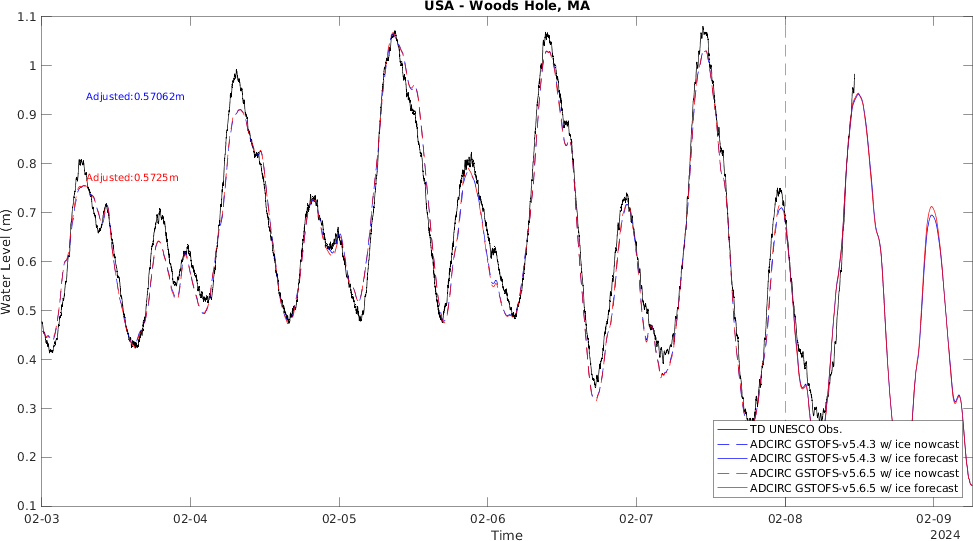 USA - Woods Hole, MA
1.1
1
0.9
0.8
0.7
0.6
0.5
0.4
0.3
0.2
0.1
Water Level (m)
Adjusted:0.57062m
Adjusted:0.5725m
TD UNESCO Obs.
ADCIRC GSTOFS-v5.4.3 w/ ice nowcast
ADCIRC GSTOFS-v5.4.3 w/ ice forecast
ADCIRC GSTOFS-v5.6.5 w/ ice nowcast
ADCIRC GSTOFS-v5.6.5 w/ ice forecast
02-03 02-04 02-05 02-06 02-07 02-08 02-09
Time
2024